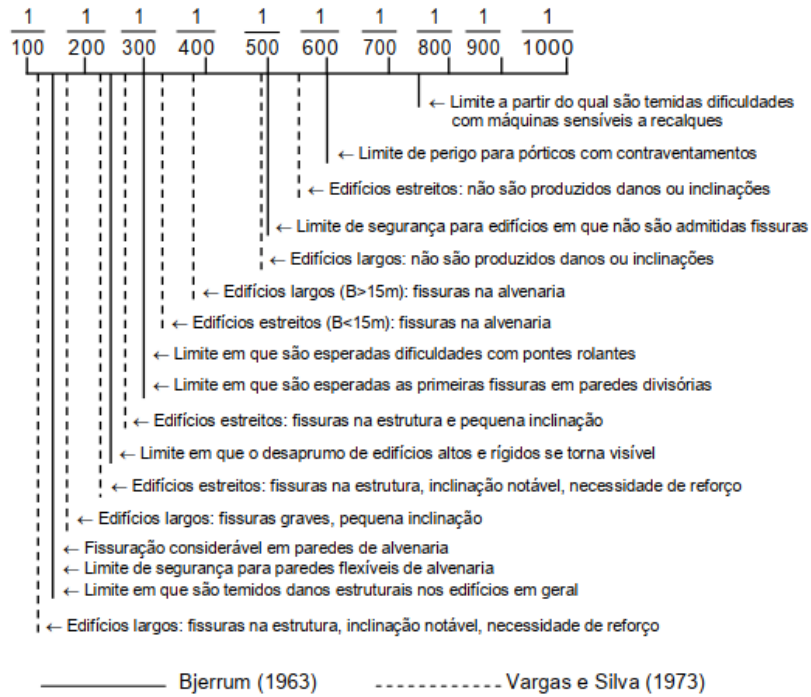 1 1 1 1 1 1 1 1 1 1
100 200 300 400 500 600 700 800 900 1000
← Limite a partir do qual são temidas dificuldades
com máquinas sensíveis a recalques
← Limite de perigo para pórticos com contraventamentos
← Edifícios estreitos: não são produzidos danos ou inclinações
← Limite de segurança para edifícios em que não são admitidas fissuras
← Edifícios largos: não são produzidos danos ou inclinações
← Edifícios largos (B>15m): fissuras na alvenaria
← Edifícios estreitos (B<15m): fissuras na alvenaria
← Limite em que são esperadas dificuldades com pontes rolantes
← Limite em que são esperadas as primeiras fissuras em paredes divisórias
← Edifícios estreitos: fissuras na estrutura e pequena inclinação
← Limite em que o desaprumo de edifícios altos e rígidos se torna visível
← Edifícios estreitos: fissuras na estrutura, inclinação notável, necessidade de reforço
← Edifícios largos: fissuras graves, pequena inclinação
← Fissuração considerável em paredes de alvenaria
← Limite de segurança para paredes flexíveis de alvenaria
← Limite em que são temidos danos estruturais nos edifícios em geral
← Edifícios largos: fissuras na estrutura, inclinação notável, necessidade de reforço
Bjerrum (1963) Vargas e Silva (1973)